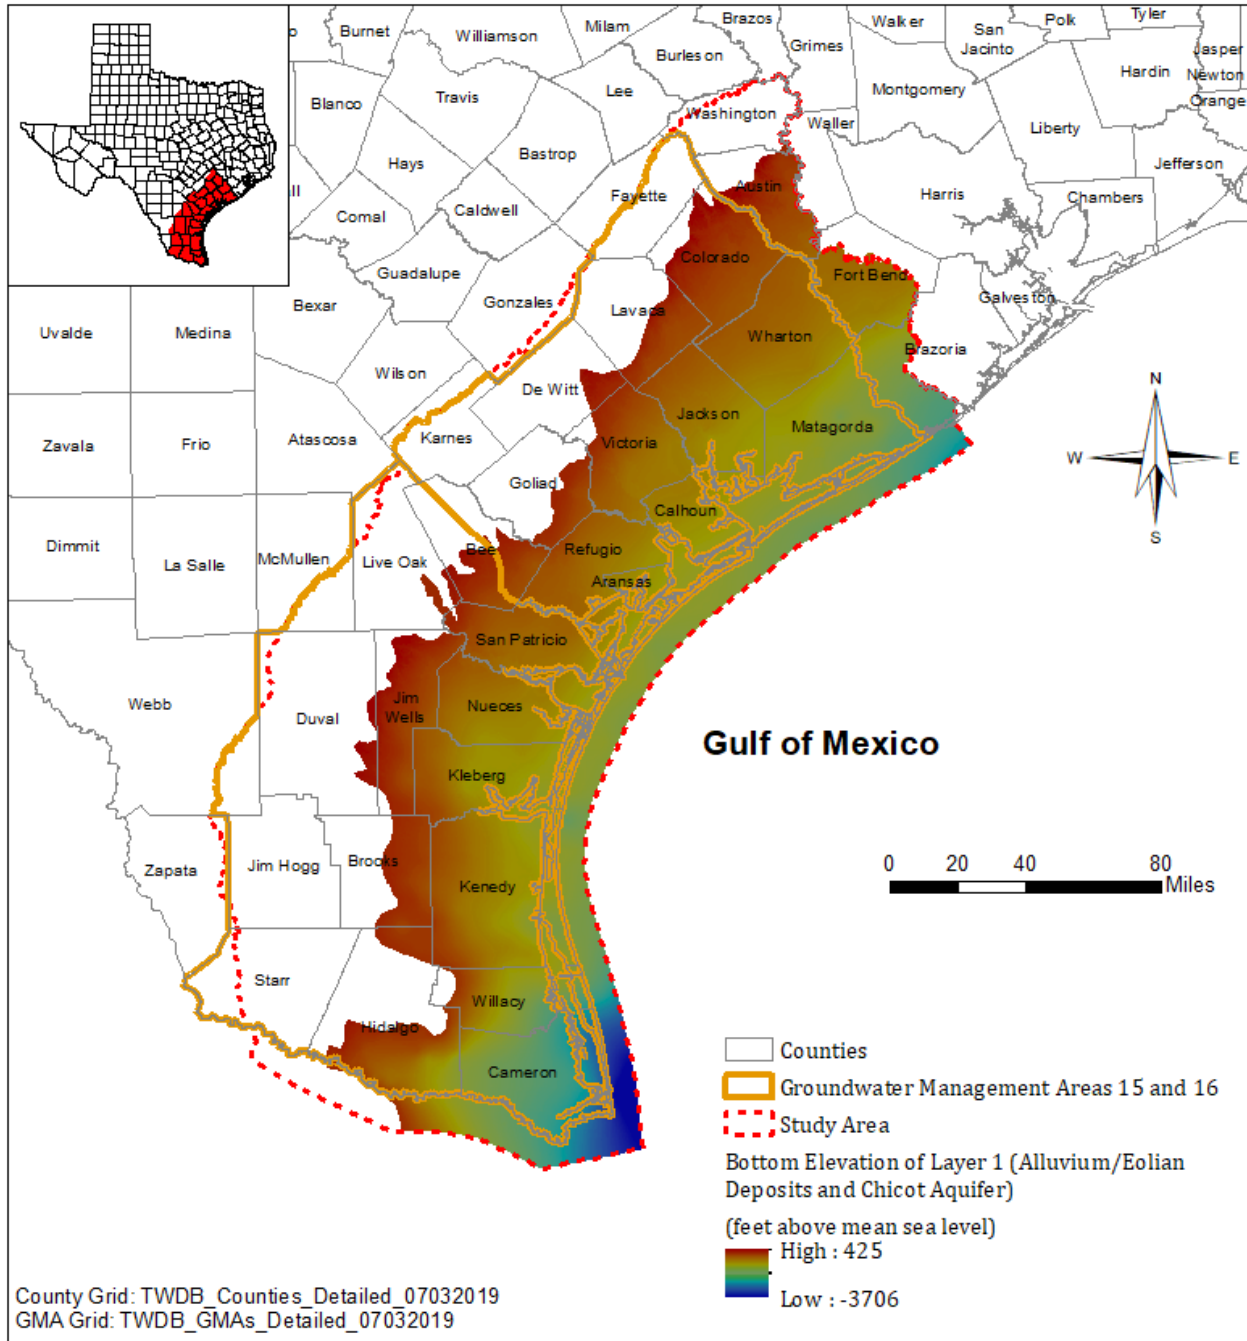 Burnet
Williamson
Milam
Brazos
Walker
Polk
Tyler
San
Jacinto
Jasper
Grimes
Burleson
Hardin
Newton
Blanco
Travis
Lee
Montgomery
Orange
Washington
Waller
Liberty
Hays
Bastrop
Jefferson
Fayette
Austin
Harris
Chambers
Comal
Caldwell
Colorado
Guadalupe
Fort Bend
Bexar
Gonzales
Lavaca
Galveston
Uvalde
Medina
Wharton
Brazoria
Wilson
De Witt
N
Jackson
Matagorda
Zavala
Frio
Atascosa
Karnes
Victoria
W
E
Goliad
Calhoun
Dimmit
La Salle
McMullen
Live Oak
Bee
Refugio
S
Aransas
San Patricio
Webb
Duval
Jim
Wells
Nueces
Gulf of Mexico
Kleberg
Zapata
Jim Hogg
Brooks
Kenedy
0 20 40 80
Miles
Starr
Willacy
Hidalgo
Cameron
Counties
Groundwater Management Areas 15 and 16
Study Area
Bottom Elevation of Layer 1 (Alluvium/Eolian
Deposits and Chicot Aquifer)
(feet above mean sea level)
High : 425
Low : -3706
County Grid: TWDB_Counties_Detailed_07032019
GMA Grid: TWDB_GMAs_Detailed_07032019